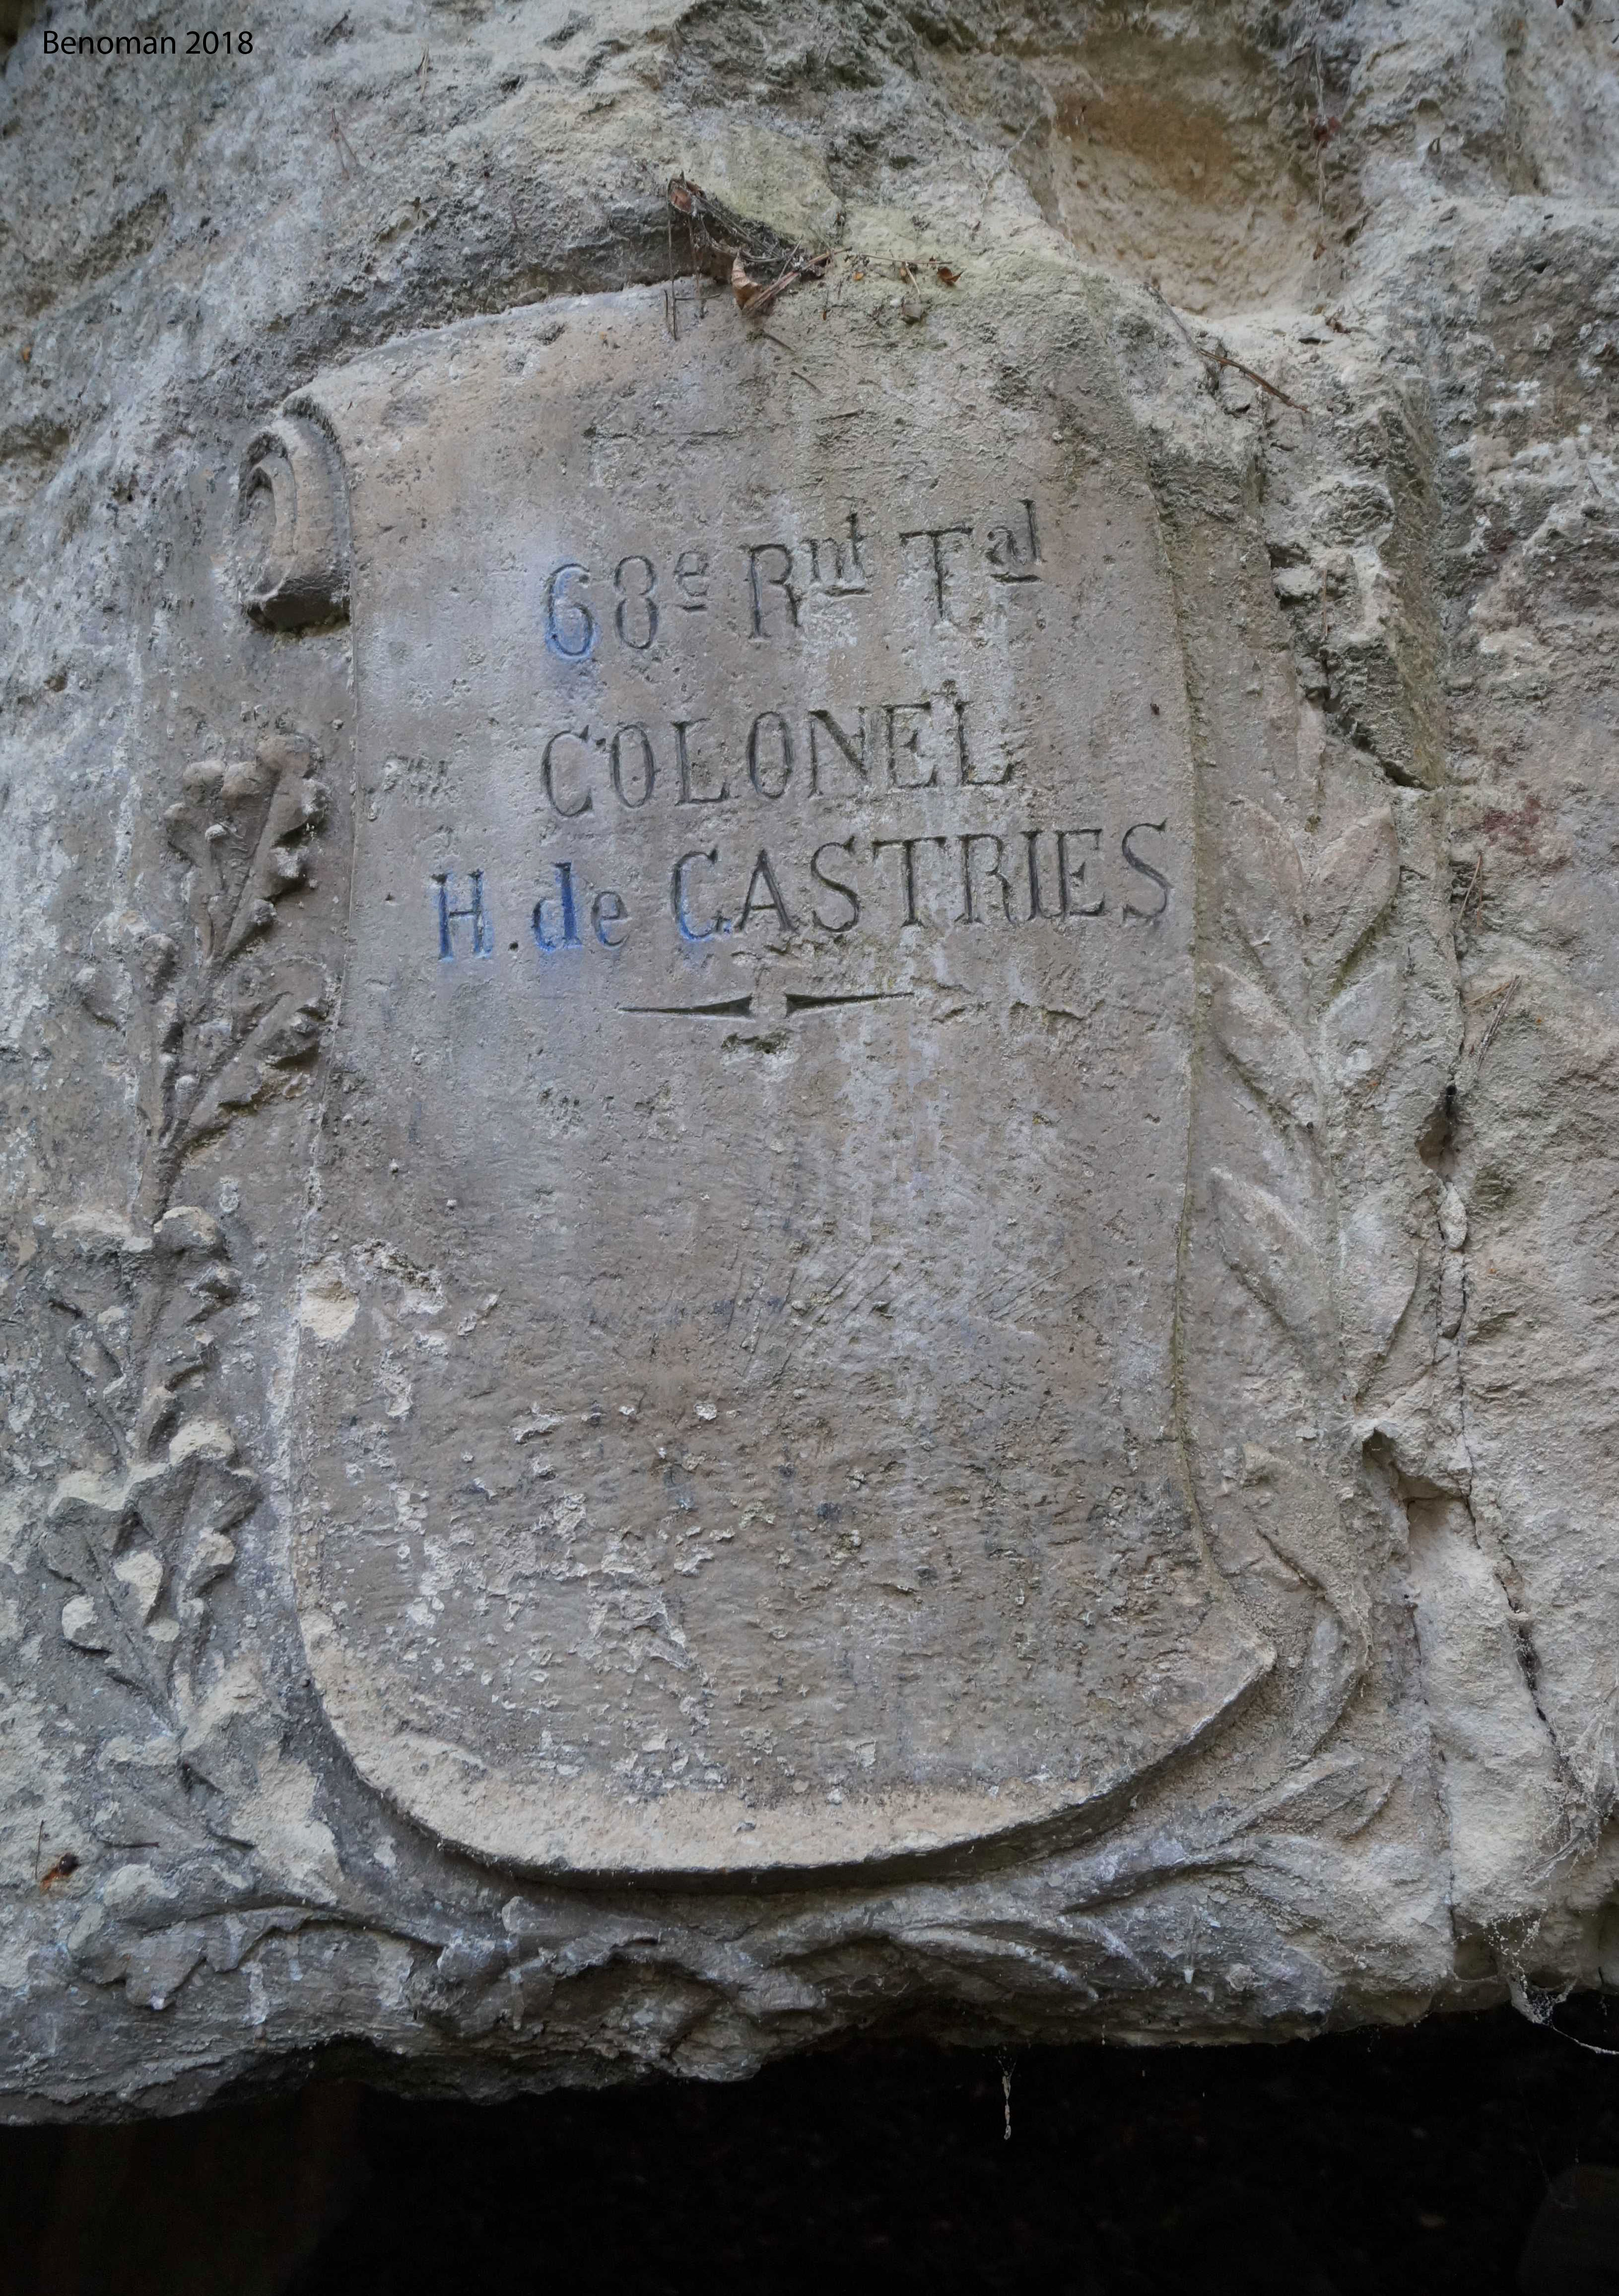 Benoman 2018
68e Rnt Tal
COLONEL
H. de CASTRIES